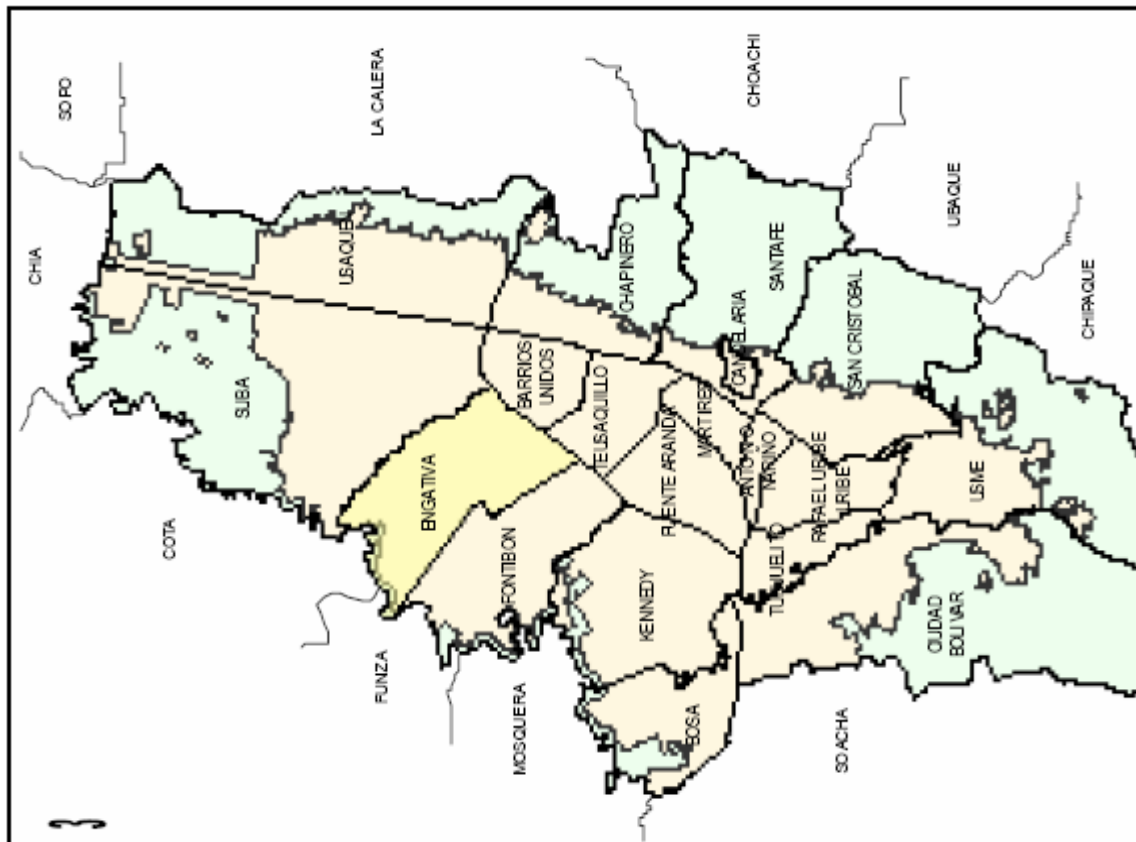 SOPO
CHIA
LA CALERA
CHOACHI
UBAQUE
CHIPAQUE
COTA
FUNZA
MOSQUERA
SOACHA
USAQUEN
SUBA
CHAPINERO
SANTAFE
SAN CRISTOBAL
BARRIOS
UNIDOS
TEUSAQUILLO
CANDELARIA
MARTIRES
ENGATIVA
FONTIBON
PUENTE ARANDA
ANTONIO
NARIÑO
RAFAEL URIBE
URIBE
USME
KENNEDY
TUNJUELITO
BOSA
CIUDAD
BOLIVAR
3